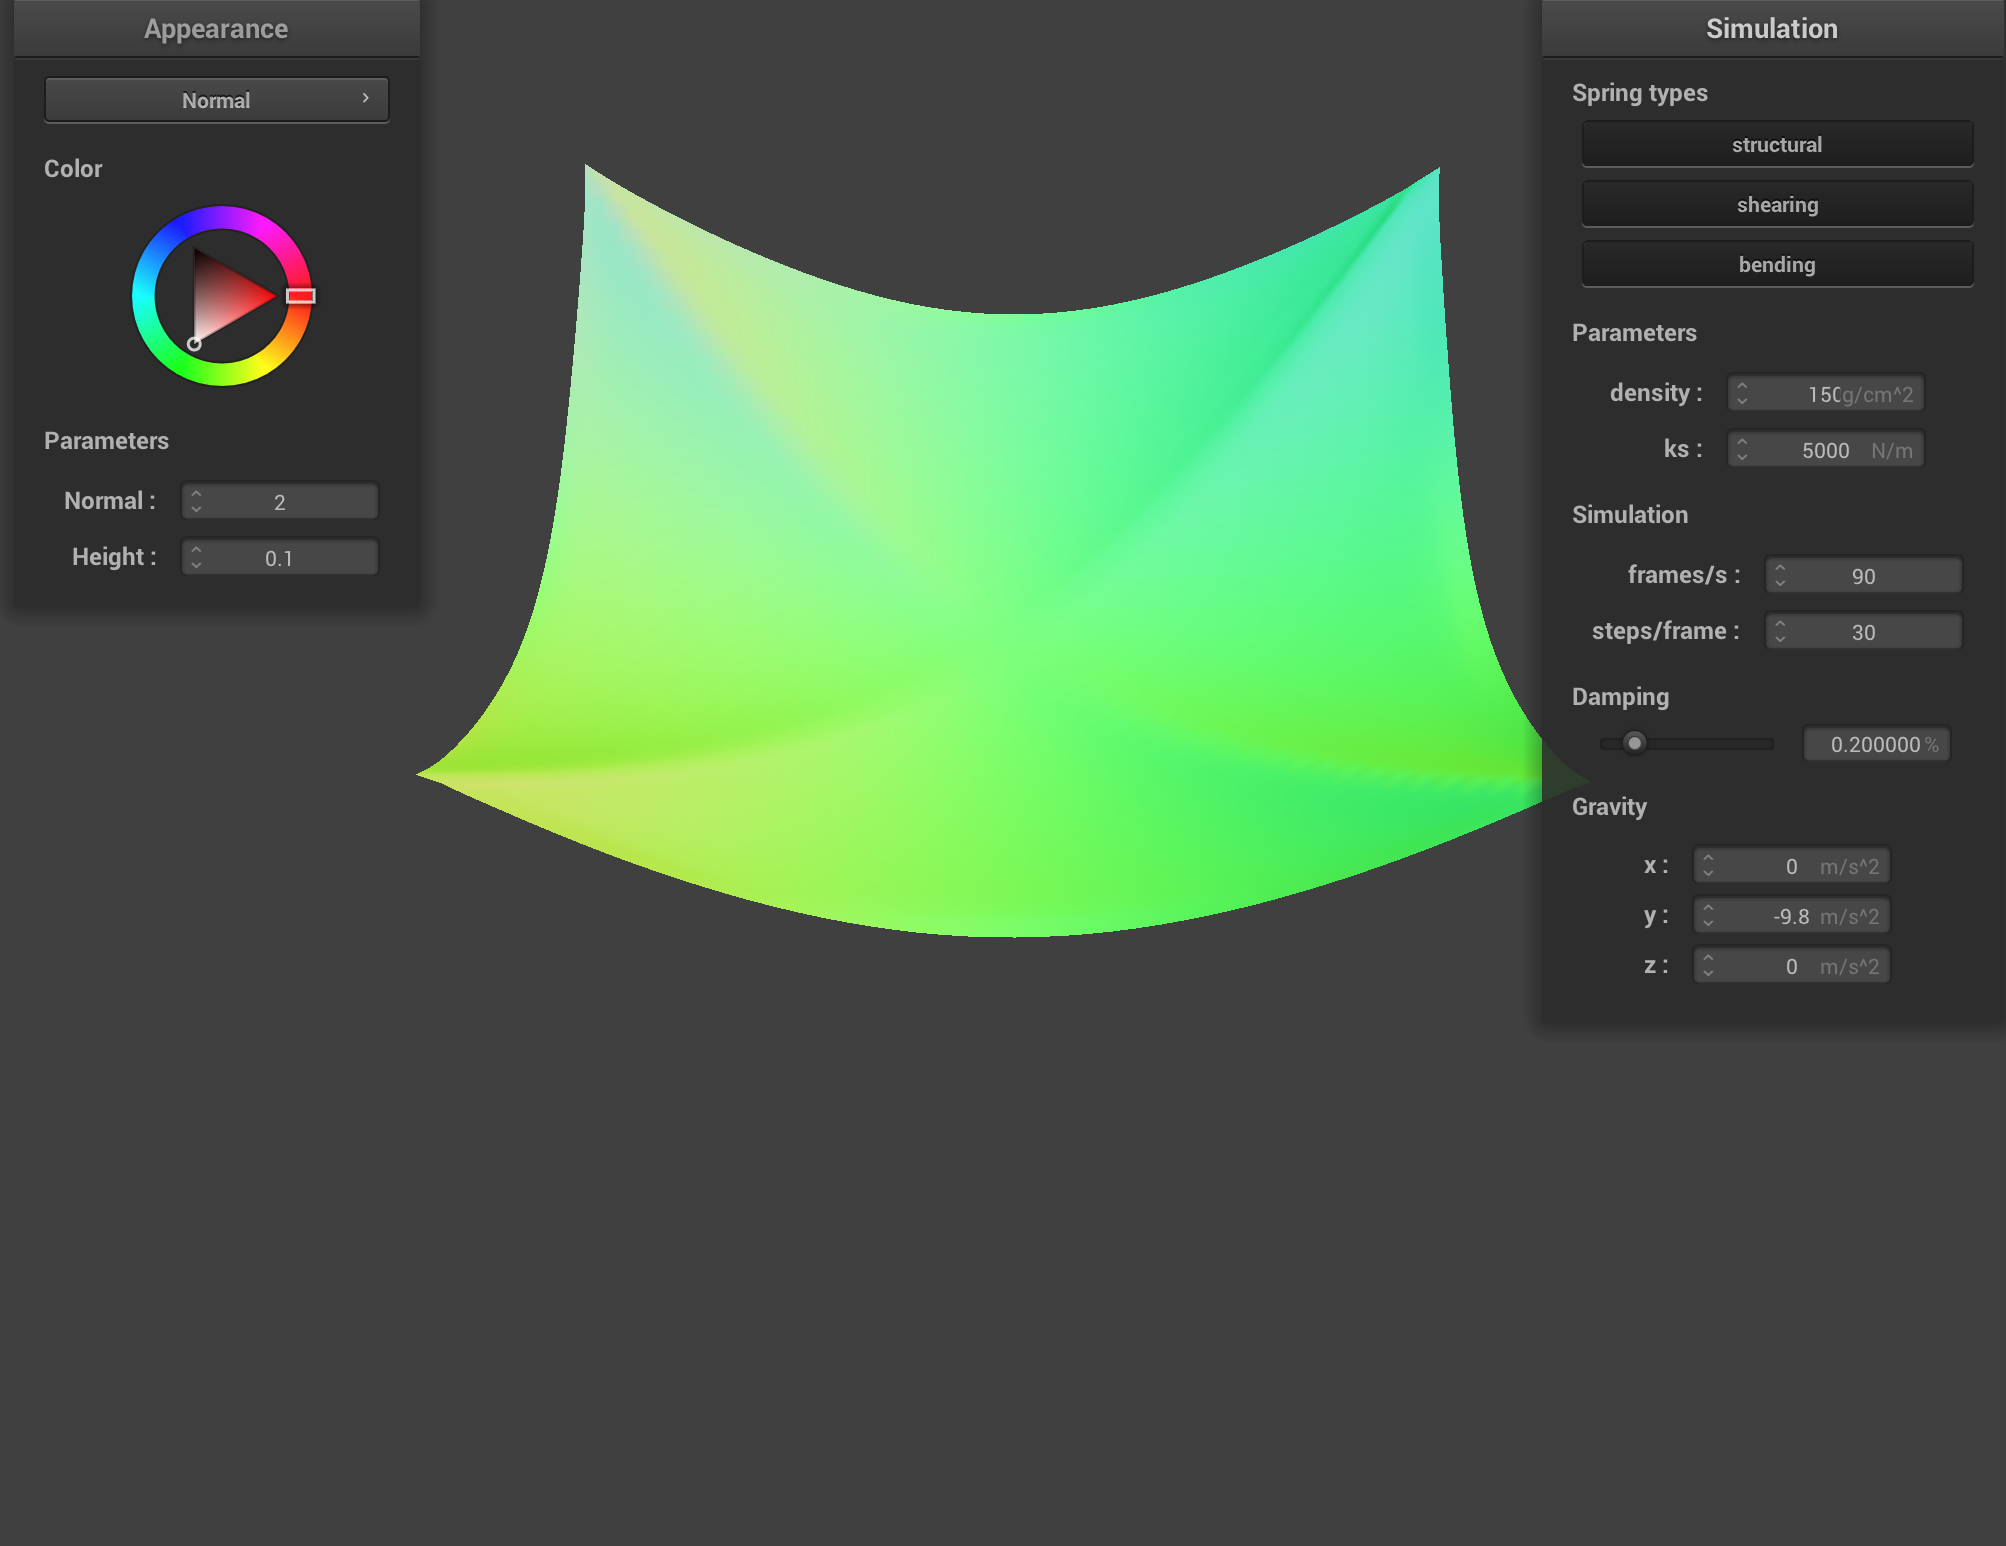 Appearance
Normal
Color
Parameters
Normal : 2
Height : 0.1
Simulation
Spring types
structural
shearing
bending
Parameters
density : g/cm^2
ks : 5000 N/m
Simulation
frames/s : 90
steps/frame : 30
Damping
0.200000 %
Gravity
x : 0 m/s^2
y : -9.8 m/s^2
z : 0 m/s^2